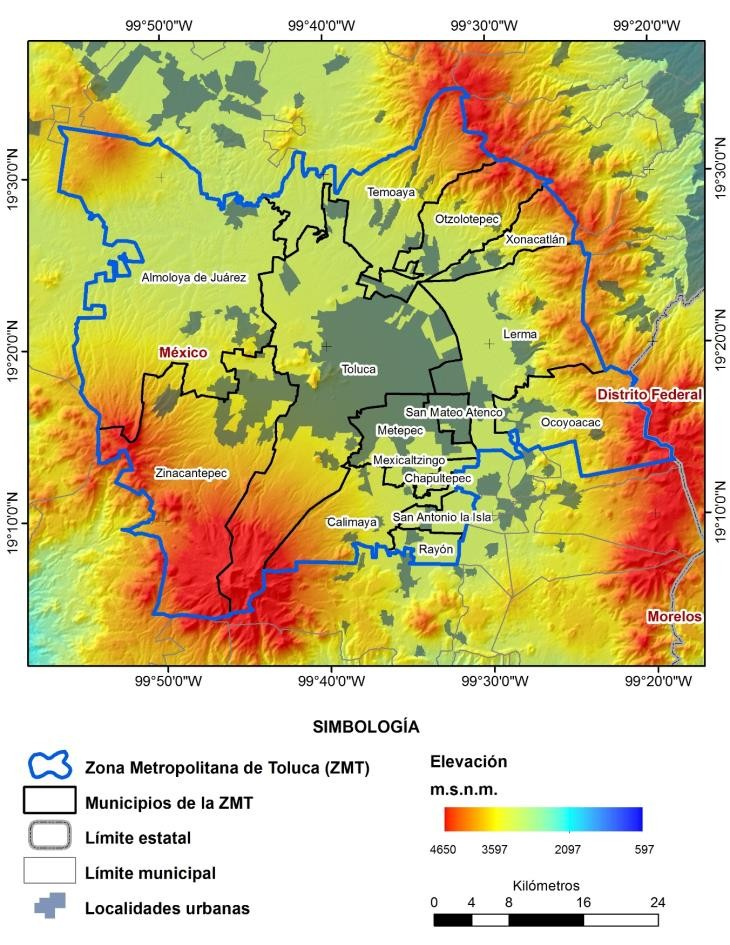 99°50'0"W 99°40'0"W 99°30'0"W 99°20'0"W
19°30'0"N 19°30'0"N
Temoaya
Otzolotepec
Xonacatlán
Almoloya de Juárez
19°20'0"N 19°20'0"N
Lerma
México
Toluca
Distrito Federal
San Mateo Atenco
Ocoyoacac
Metepec
Mexicaltzingo
Zinacantepec
Chapultepec
19°10'0"N 19°10'0"N
Calimaya
San Antonio la Isla
Rayón
Morelos
99°50'0"W 99°40'0"W 99°30'0"W 99°20'0"W
SIMBOLOGÍA
Zona Metropolitana de Toluca (ZMT)
Municipios de la ZMT
Límite estatal
Límite municipal
Localidades urbanas
Elevación
m.s.n.m.
4650 3597 2097 597
Kilómetros
0 4 8 16 24